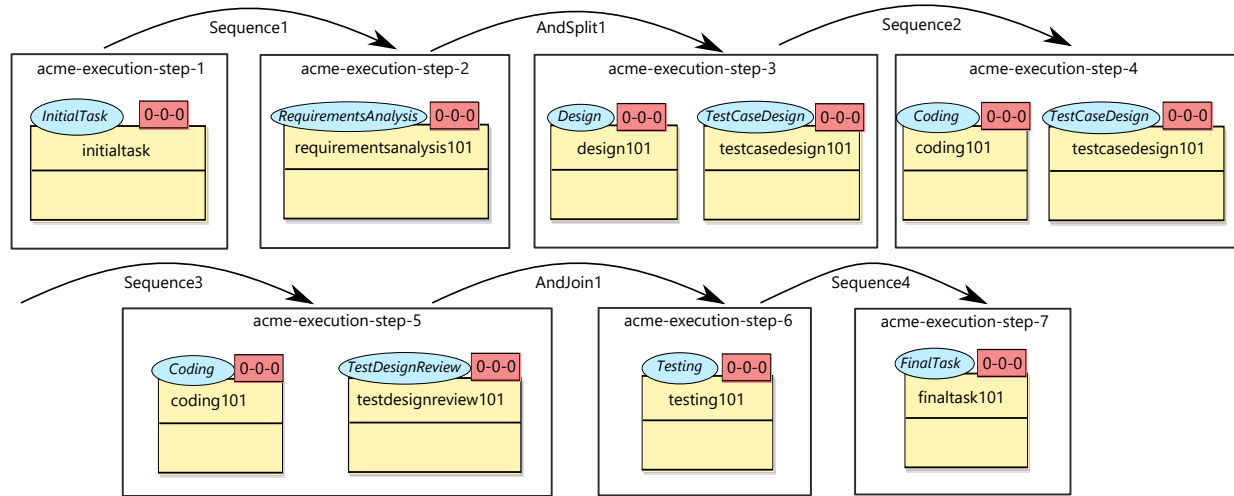 Sequence1
AndSplit1
Sequence2
acme-execution-step-1
acme-execution-step-2
acme-execution-step-3
acme-execution-step-4
InitialTask 0-0-0
initialtask
RequirementsAnalysis 0-0-0
requirementsanalysis101
Design 0-0-0
design101
TestCaseDesign 0-0-0
testcasedesign101
Coding 0-0-0
coding101
TestCaseDesign 0-0-0
testcasedesign101
Sequence3
AndJoin1
Sequence4
acme-execution-step-5
acme-execution-step-6
acme-execution-step-7
Coding 0-0-0
coding101
TestDesignReview 0-0-0
testdesignreview101
Testing 0-0-0
testing101
FinalTask 0-0-0
finaltask101